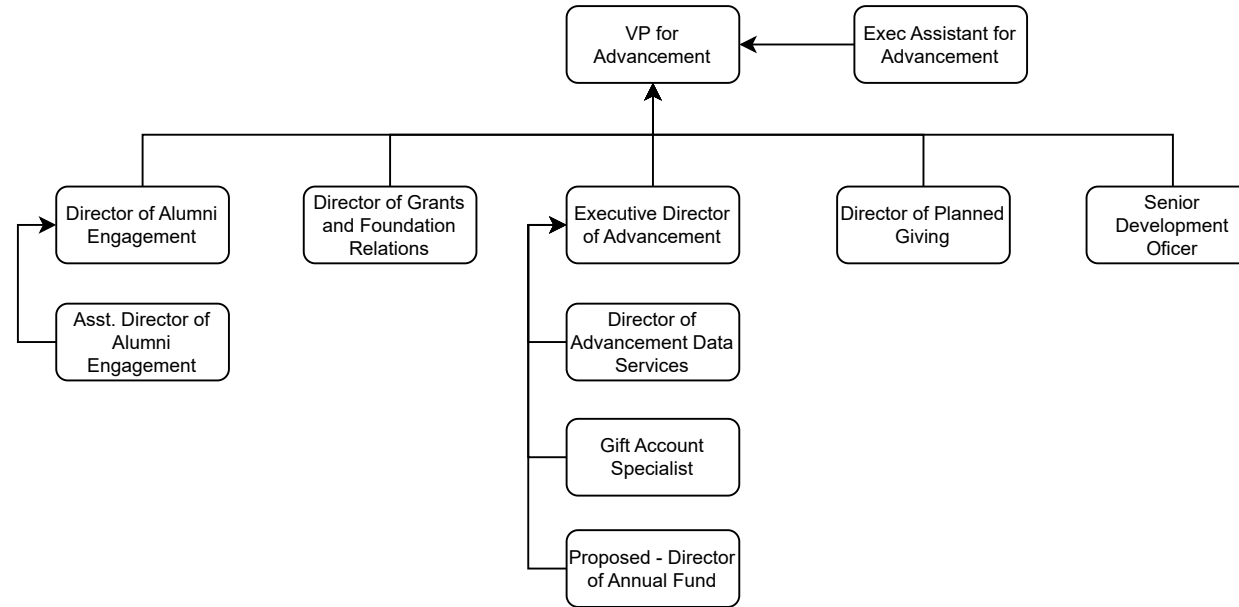 VP for
Advancement
Exec Assistant for
Advancement
Director of Alumni
Engagement
Director of Grants
and Foundation
Relations
Executive Director
of Advancement
Director of Planned
Giving
Senior
Development
Oficer
Asst. Director of
Alumni
Engagement
Director of
Advancement Data
Services
Gift Account
Specialist
Proposed - Director
of Annual Fund